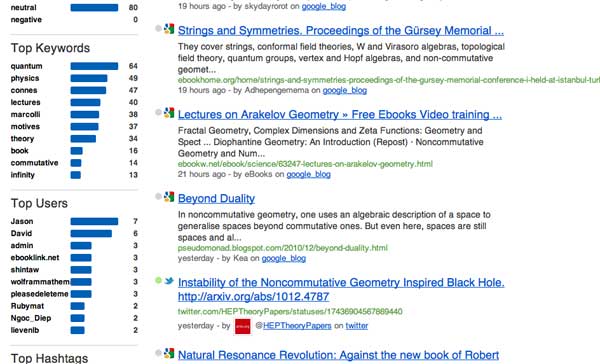 neutral 80
negative 0
Top Keywords
quantum 64
physics 49
connes 47
lectures 40
marcolli 38
motives 37
theory 34
book 16
commutative 14
infinity 13
Top Users
Jason 7
David 6
admin 3
ebooklink.net 3
shintaw 3
wolframmathem 3
pleasedeleteme 3
Rubymat 2
Ngoc_Diep 2
lievenlb 2
Top Hashtags
19 hours ago - by skydayrorot on google_blog
Strings and Symmetries. Proceedings of the Gürsey Memorial ...
They cover strings, conformal field theories, W and Virasoro algebras, topological
field theory, quantum groups, vertex and Hopf algebras, and non-commutative
geomet...
ebookhome.org/home/strings-and-symmetries-proceedings-of-the-gursey-memorial-conference-i-held-at-istanbul-tur
19 hours ago - by Adhepengemema on google_blog
Lectures on Arakelov Geometry » Free Ebooks Video training ...
Fractal Geometry, Complex Dimensions and Zeta Functions: Geometry and
Spect ... Diophantine Geometry: An Introduction (Repost) · Noncommutative
Geometry and Num...
ebookw.net/ebook/science/63247-lectures-on-arakelov-geometry.html
21 hours ago - by eBooks on google_blog
Beyond Duality
In noncommutative geometry, one uses an algebraic description of a space to
generalise spaces beyond commutative ones. But even here, spaces are still
spaces and al...
pseudomonad.blogspot.com/2010/12/beyond-duality.html
yesterday - by Kea on google_blog
Instability of the Noncommutative Geometry Inspired Black Hole.
http://arxiv.org/abs/1012.4787
twitter.com/HEPTheoryPapers/statuses/17436904567869440
yesterday - by @HEPTheoryPapers on twitter
Natural Resonance Revolution: Against the new book of Robert